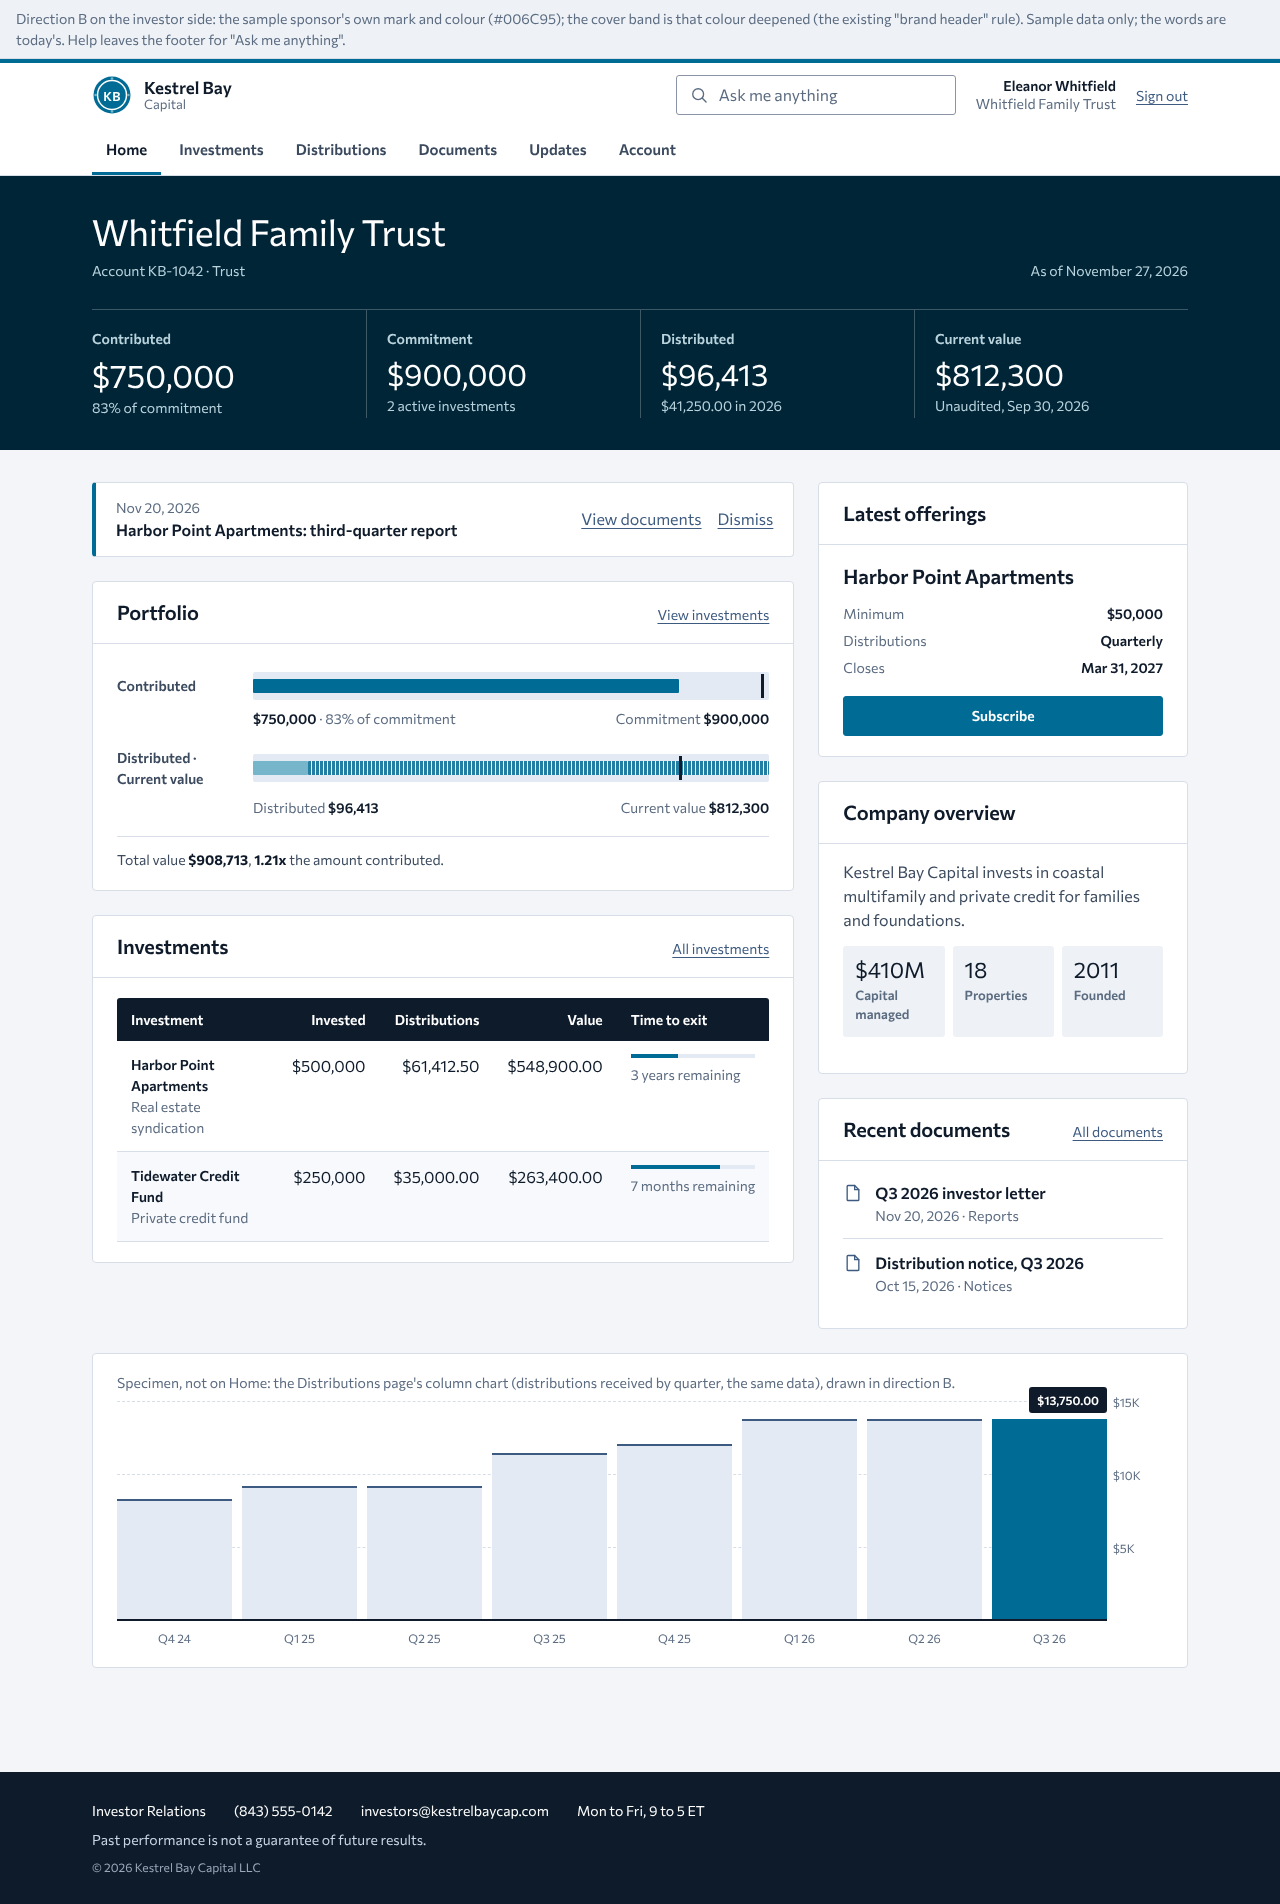 Direction B on the investor side: the sample sponsor's own mark and colour (#006C95); the cover band is that colour deepened (the existing "brand header" rule). Sample data only; the words are
today's. Help leaves the footer for "Ask me anything".
KB
Kestrel Bay
Capital
Ask me anything
Eleanor Whitfield
Whitfield Family Trust
Sign out
Home Investments Distributions Documents Updates Account
Whitfield Family Trust
Account KB-1042 · Trust
As of November 27, 2026
Contributed
$750,000
83% of commitment
Commitment
$900,000
2 active investments
Distributed
$96,413
$41,250.00 in 2026
Current value
$812,300
Unaudited, Sep 30, 2026
Nov 20, 2026
Harbor Point Apartments: third-quarter report
View documents Dismiss
Portfolio
View investments
Contributed
$750,000 · 83% of commitment
Commitment $900,000
Distributed ·
Current value
Distributed $96,413
Current value $812,300
Total value $908,713, 1.21x the amount contributed.
Investments
All investments
Investment Invested Distributions Value Time to exit
Harbor Point
Apartments
Real estate
syndication
$500,000 $61,412.50 $548,900.00
3 years remaining
Tidewater Credit
Fund
Private credit fund
$250,000 $35,000.00 $263,400.00
7 months remaining
Latest offerings
Harbor Point Apartments
Minimum $50,000
Distributions Quarterly
Closes Mar 31, 2027
Subscribe
Company overview
Kestrel Bay Capital invests in coastal
multifamily and private credit for families
and foundations.
$410M
Capital
managed
18
Properties
2011
Founded
Recent documents
All documents
Q3 2026 investor letter
Nov 20, 2026 · Reports
Distribution notice, Q3 2026
Oct 15, 2026 · Notices
Specimen, not on Home: the Distributions page's column chart (distributions received by quarter, the same data), drawn in direction B.
$13,750.00
$15K
$10K
$5K
Q4 24 Q1 25 Q2 25 Q3 25 Q4 25 Q1 26 Q2 26 Q3 26
Investor Relations (843) 555-0142 investors@kestrelbaycap.com Mon to Fri, 9 to 5 ET
Past performance is not a guarantee of future results.
© 2026 Kestrel Bay Capital LLC